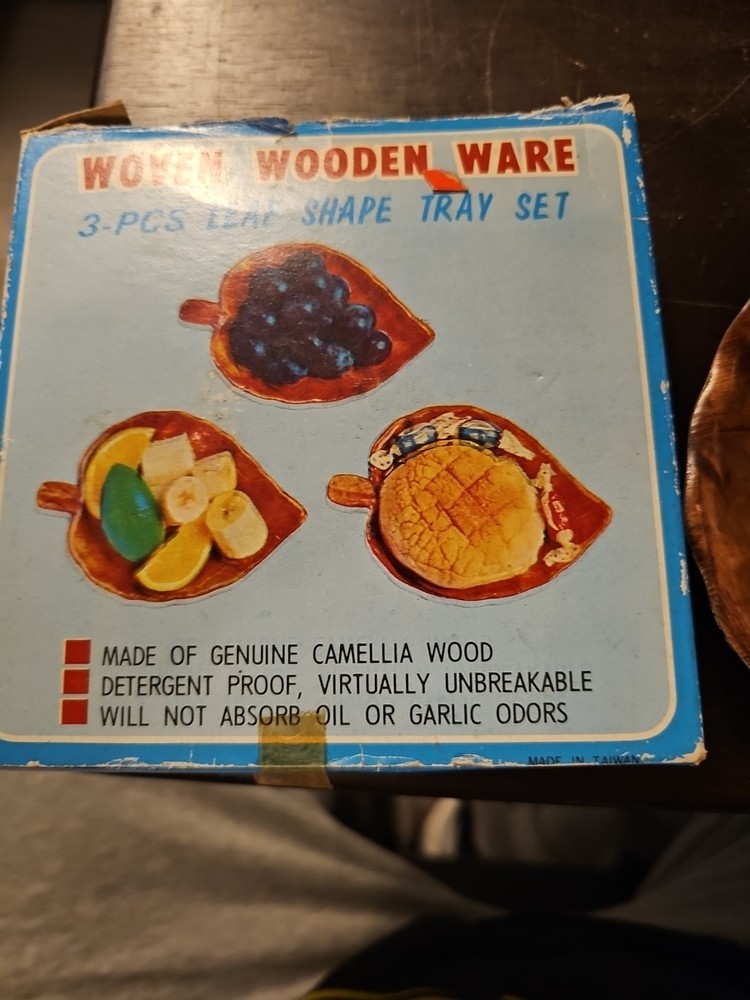 WOVEN WOODEN WARE
3-PCS LEAF SHAPE TRAY SET
MADE OF GENUINE CAMELLIA WOOD
DETERGENT PROOF, VIRTUALLY UNBREAKABLE
WILL NOT ABSORB OIL OR GARLIC ODORS
MADE IN TAIWAN